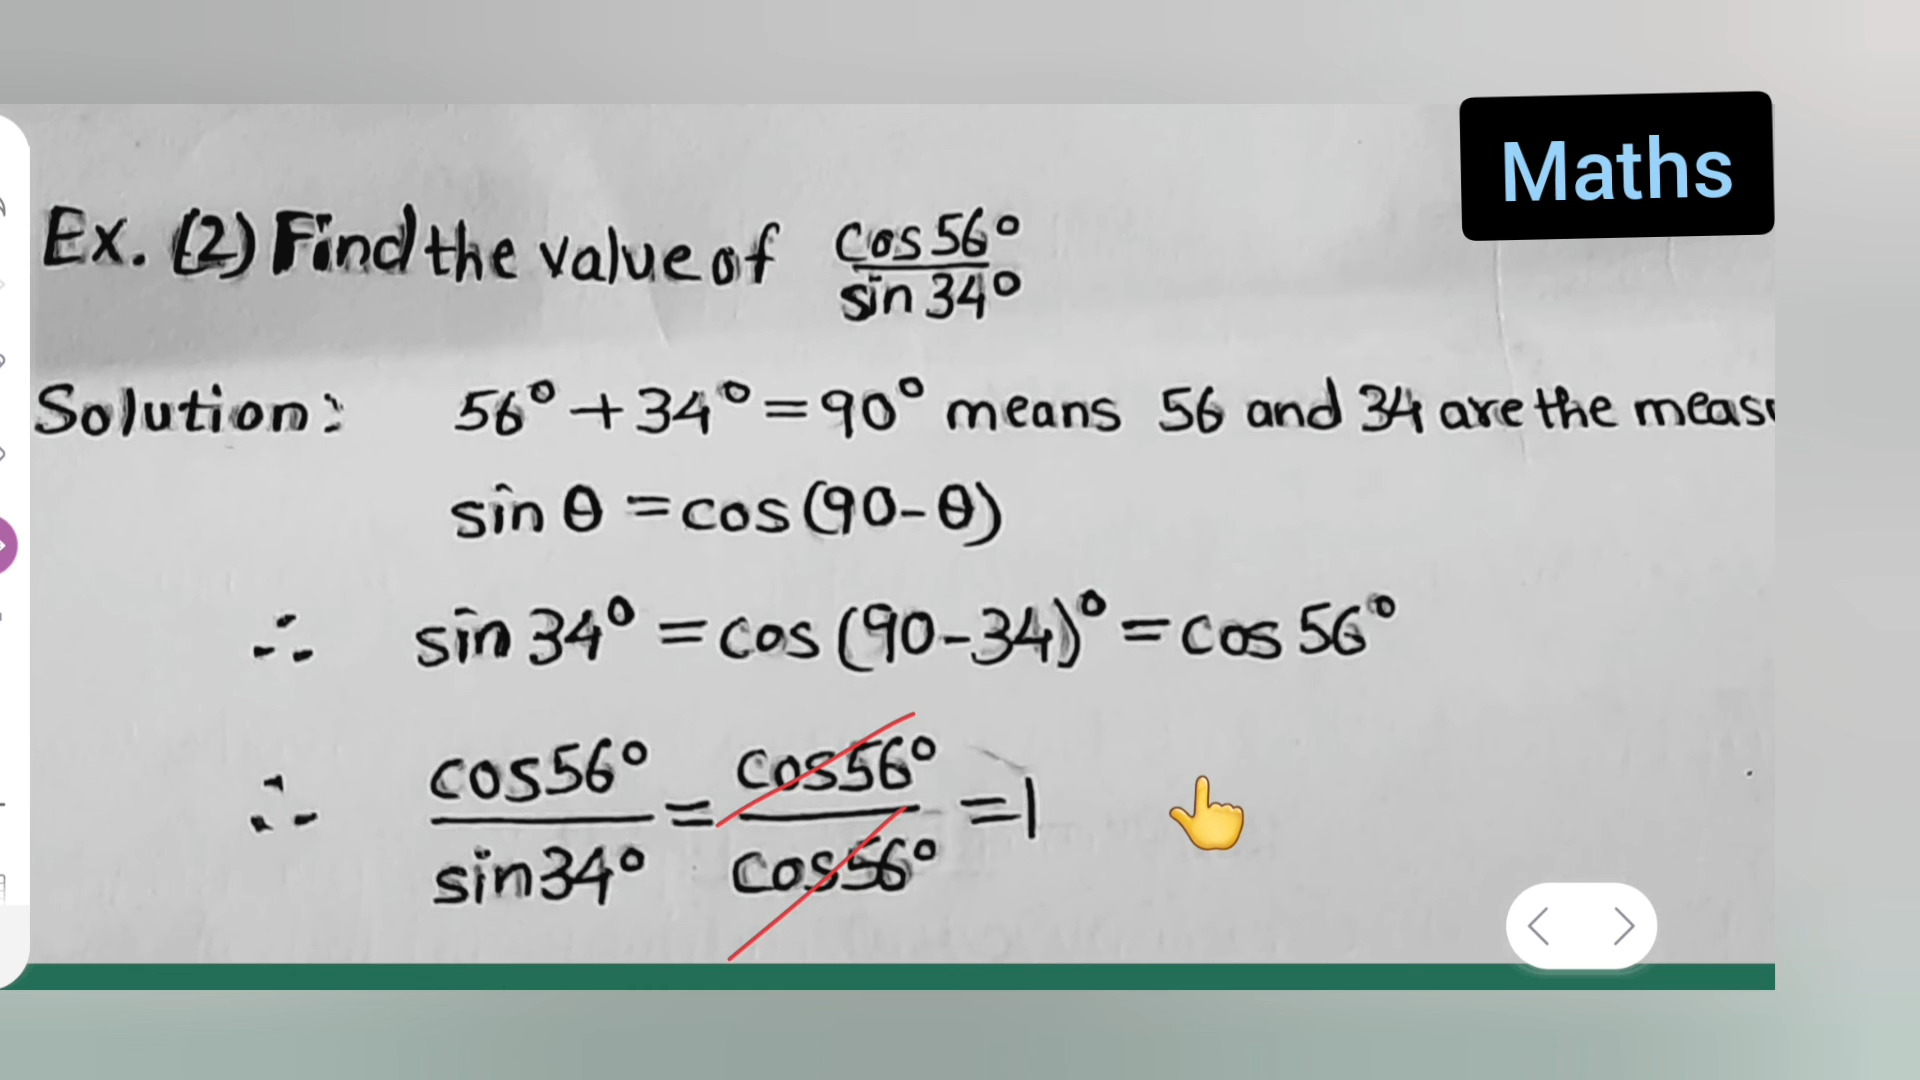 Maths
Ex. (2) Find the value of cos 56° / sin 34°
Solution: 56° + 34° = 90° means 56 and 34 are the
sin θ = cos (90 - θ)
∴ sin 34° = cos (90 - 34)° = cos 56°
∴ cos 56° / sin 34° = cos 56° / cos 56° = 1